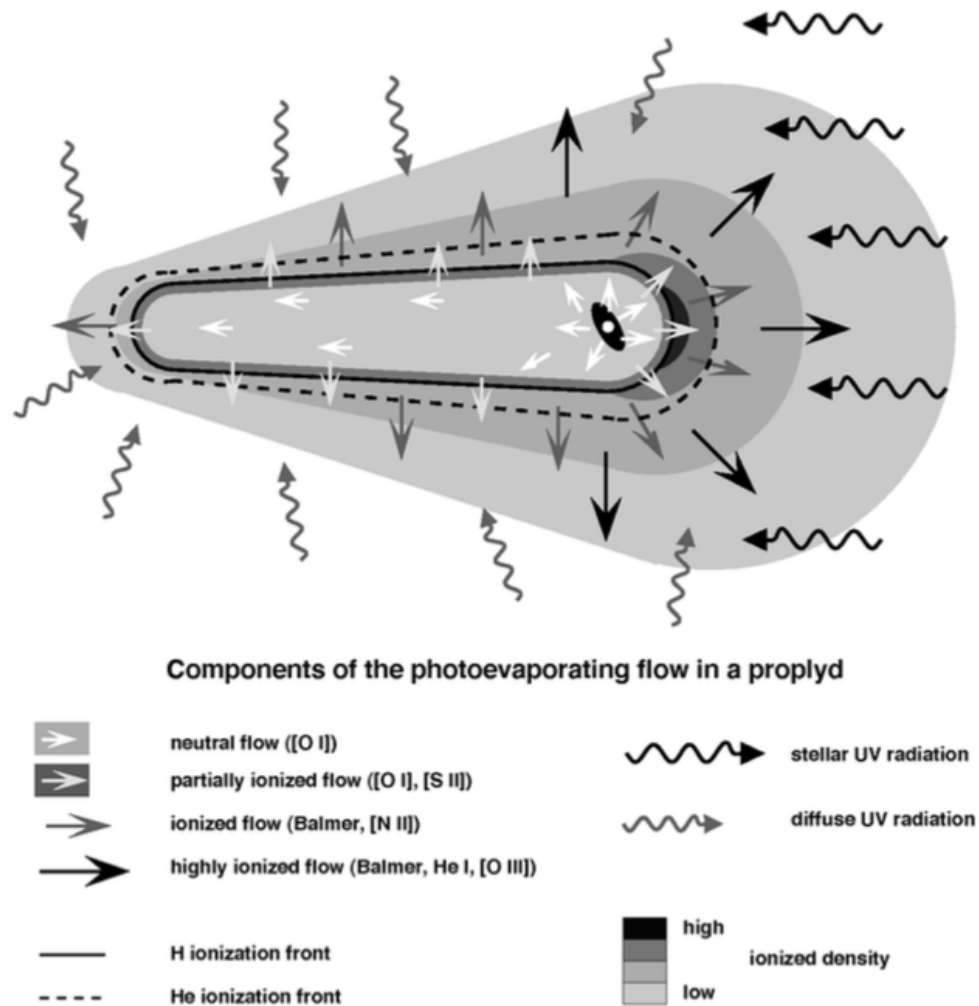 Components of the photoevaporating flow in a proplyd
neutral flow ([O I])
partially ionized flow ([O I], [S II])
ionized flow (Balmer, [N II])
highly ionized flow (Balmer, He I, [O III])
H ionization front
He ionization front
stellar UV radiation
diffuse UV radiation
high
ionized density
low